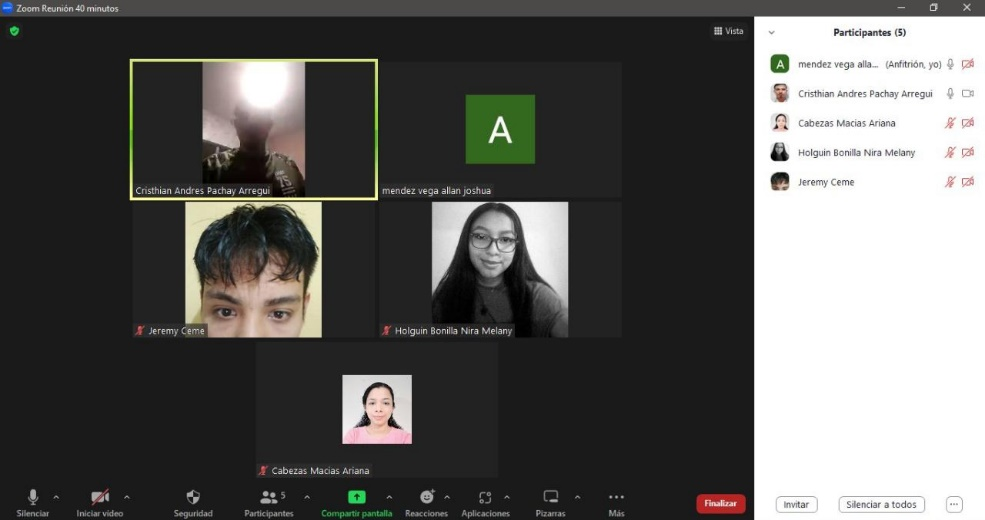 Zoom Reunión 40 minutos
Vista
Cristhian Andres Pachay Arregui
A
mendez vega allan joshua
Jeremy Ceme
Holguin Bonilla Nira Melany
Cabezas Macias Ariana
Participantes (5)
A mendez vega alla... (Anfitrión, yo)
Cristhian Andres Pachay Arregui
Cabezas Macias Ariana
Holguin Bonilla Nira Melany
Jeremy Ceme
Silenciar
Iniciar video
Seguridad
5
Participantes
Compartir pantalla
Reacciones
Aplicaciones
Pizarras
Más
Finalizar
Invitar
Silenciar a todos